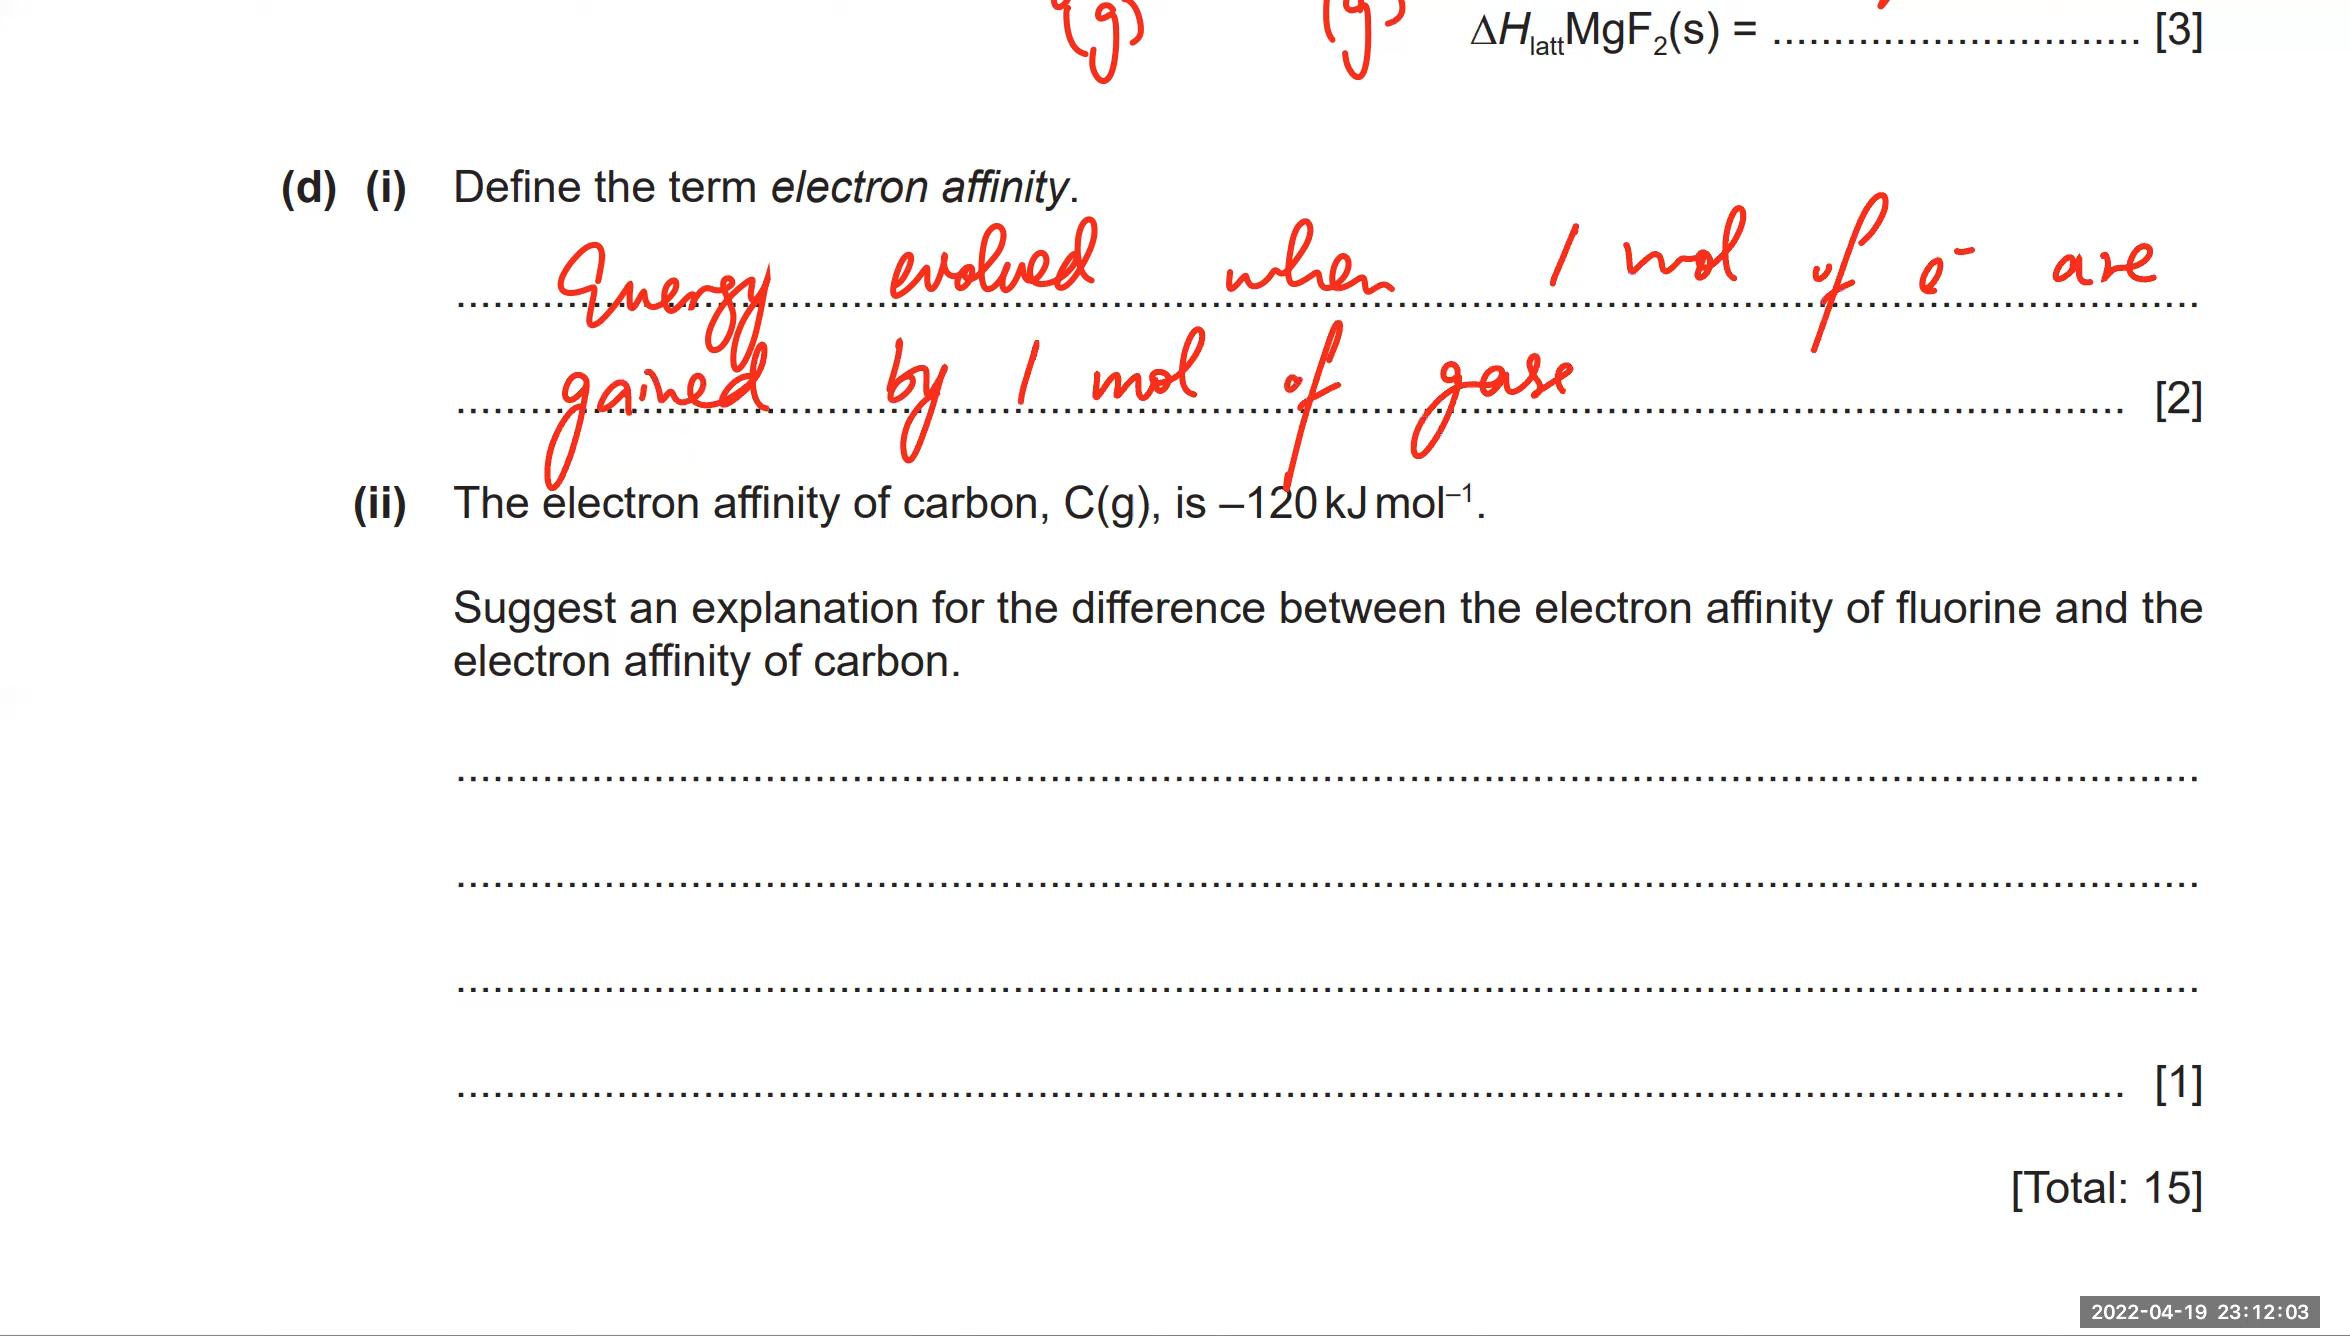 (g) (g) ΔHlattMgF2(s) = .............................. [3]
(d) (i) Define the term electron affinity.
Energy evolved when 1 mol of e⁻ are
gained by 1 mol of gase [2]
(ii) The electron affinity of carbon, C(g), is –120 kJ mol⁻¹.
Suggest an explanation for the difference between the electron affinity of fluorine and the
electron affinity of carbon.
[1]
[Total: 15]
2022-04-19 23:12:03